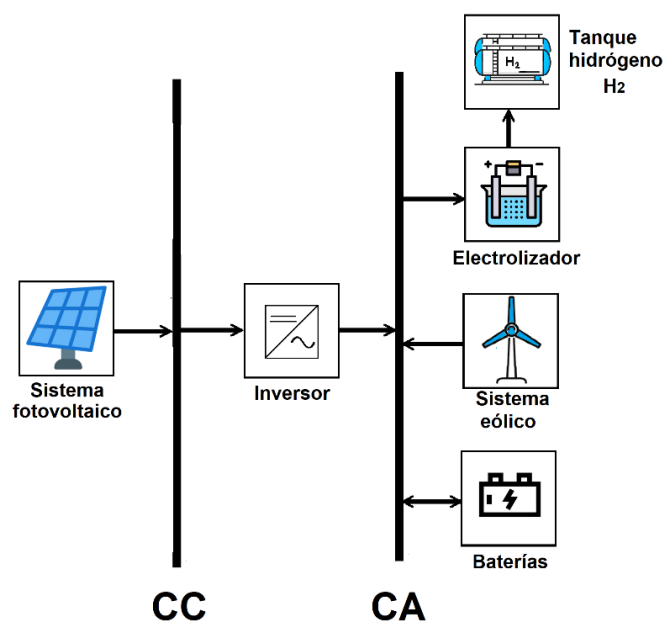 Tanque
hidrógeno
H2
H2
+ −
Electrolizador
Sistema
fotovoltaico
Inversor
Sistema
eólico
Baterías
CC
CA